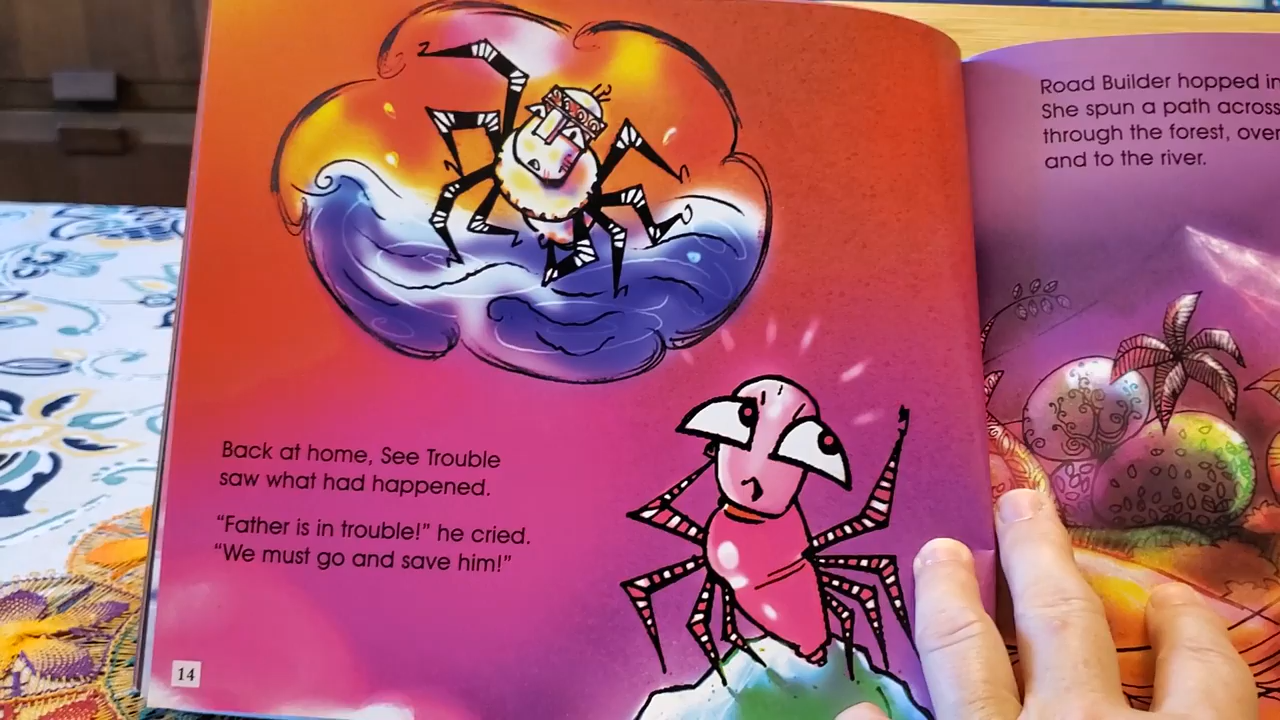 Back at home, See Trouble
saw what had happened.
“Father is in trouble!” he cried.
“We must go and save him!”
14
Road Builder hopped
She spun a path across
through the forest, over
and to the river.